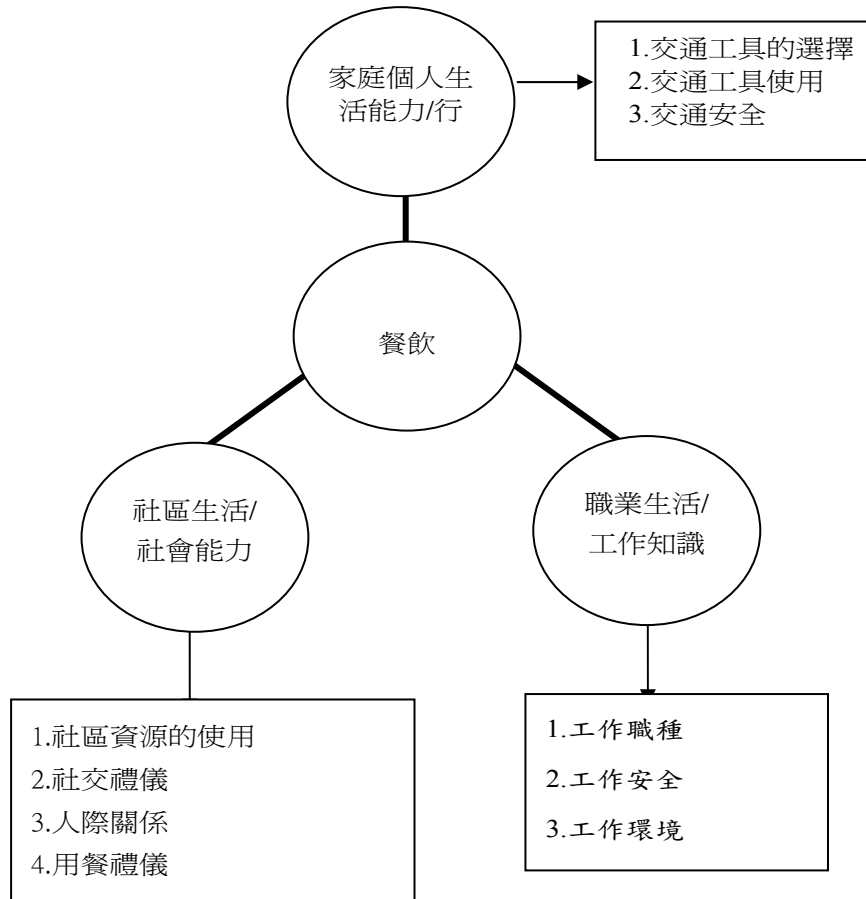 家庭個人生
活能力/行
1.交通工具的選擇
2.交通工具使用
3.交通安全
餐飲
社區生活/
社會能力
職業生活/
工作知識
1.社區資源的使用
2.社交禮儀
3.人際關係
4.用餐禮儀
1.工作職種
2.工作安全
3.工作環境